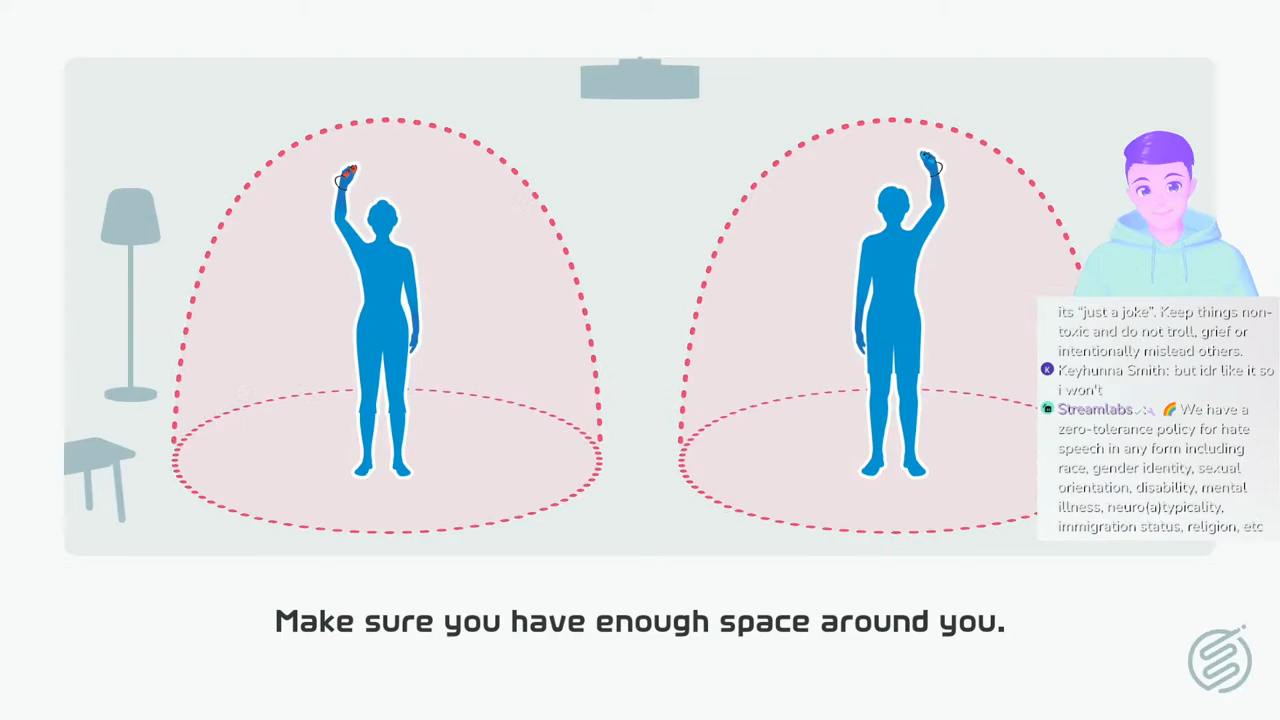 its "just a joke". Keep things non-
toxic and do not troll, grief or
intentionally mislead others.
K Keyhunna Smith: but idr like it so
i won't
Streamlabs: 🌈 We have a
zero-tolerance policy for hate
speech in any form including
race, gender identity, sexual
orientation, disability, mental
illness, neuro(a)typicality,
immigration status, religion, etc
Make sure you have enough space around you.